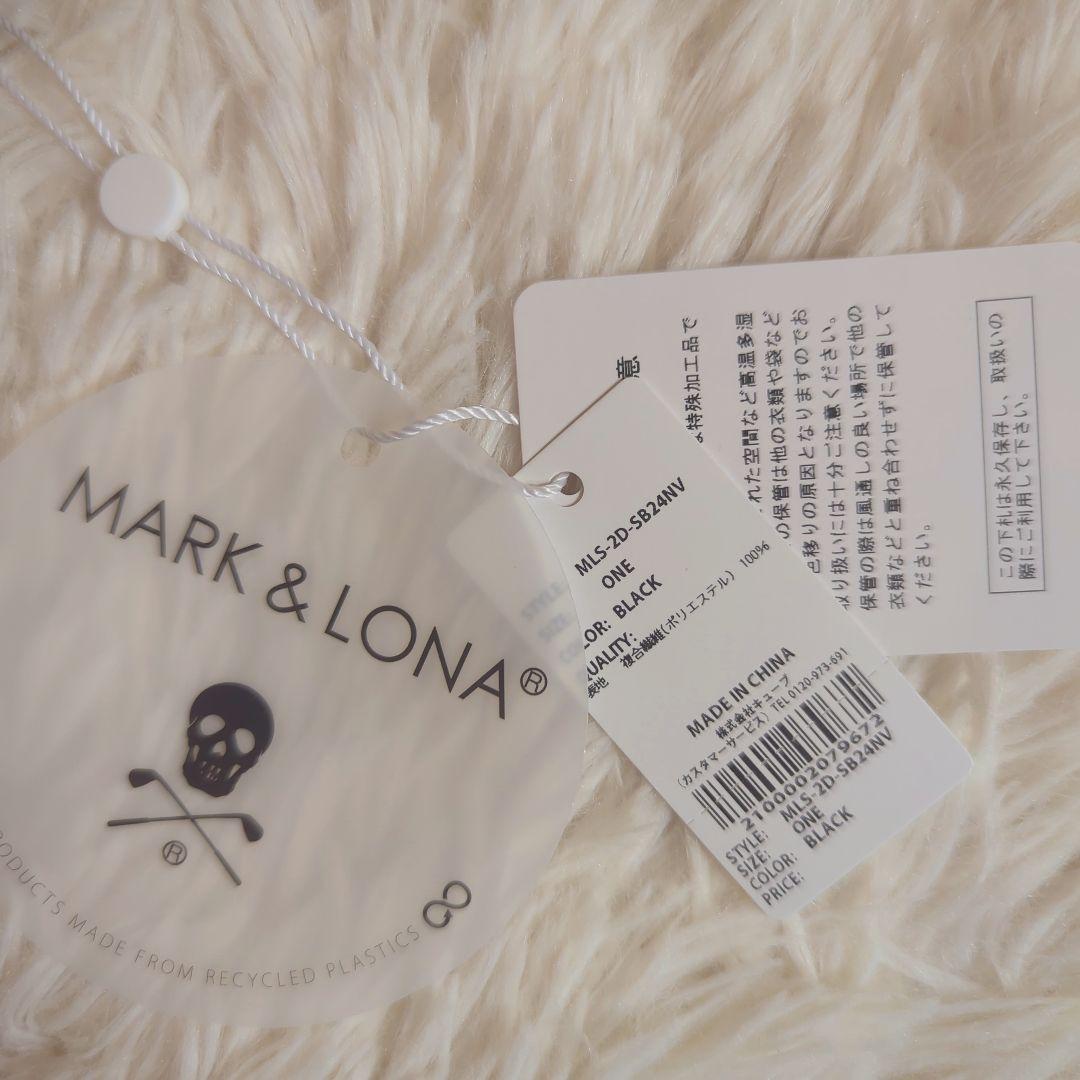 MARK & LONA®
®
PRODUCTS MADE FROM RECYCLED PLASTICS
MLS-2D-SB24NV
ONE
COLOR: BLACK
QUALITY:
表地 複合繊維(ポリエステル) 100%
MADE IN CHINA
株式会社キューブ
(カスタマーサービス) TEL 0120-973-691
2100002079672
STYLE: MLS-2D-SB24NV
SIZE: ONE
COLOR: BLACK
PRICE:
意
な特殊加工品で
れた空間など高温多湿
の保管は他の衣類や袋など
色移りの原因となりますのでお
取り扱いには十分ご注意ください。
保管の際は風通しの良い場所で他の
衣類などと重ね合わせずに保管して
ください。
この下札は永久保存し、取扱いの
際にご利用して下さい。